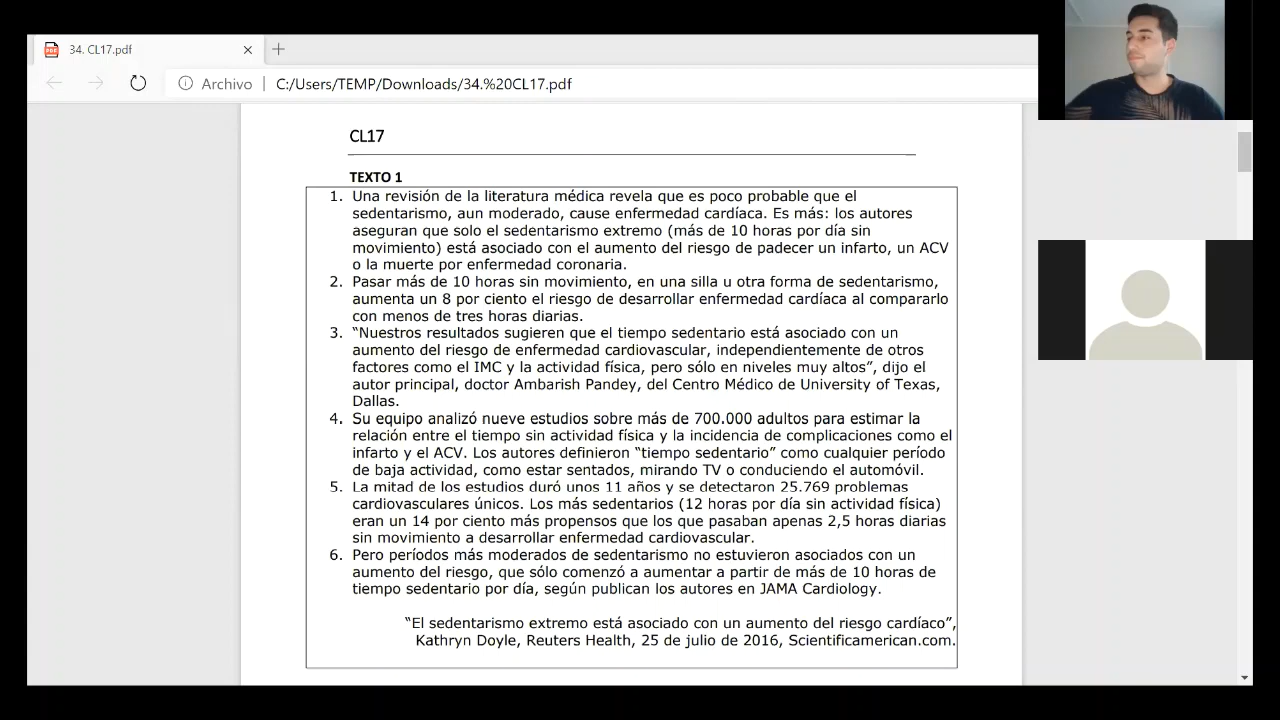 34. CL17.pdf
Archivo | C:/Users/TEMP/Downloads/34.%20CL17.pdf
CL17
TEXTO 1
1. Una revisión de la literatura médica revela que es poco probable que el
sedentarismo, aun moderado, cause enfermedad cardíaca. Es más: los autores
aseguran que solo el sedentarismo extremo (más de 10 horas por día sin
movimiento) está asociado con el aumento del riesgo de padecer un infarto, un ACV
o la muerte por enfermedad coronaria.
2. Pasar más de 10 horas sin movimiento, en una silla u otra forma de sedentarismo,
aumenta un 8 por ciento el riesgo de desarrollar enfermedad cardíaca al compararlo
con menos de tres horas diarias.
3. “Nuestros resultados sugieren que el tiempo sedentario está asociado con un
aumento del riesgo de enfermedad cardiovascular, independientemente de otros
factores como el IMC y la actividad física, pero sólo en niveles muy altos”, dijo el
autor principal, doctor Ambarish Pandey, del Centro Médico de University of Texas,
Dallas.
4. Su equipo analizó nueve estudios sobre más de 700.000 adultos para estimar la
relación entre el tiempo sin actividad física y la incidencia de complicaciones como el
infarto y el ACV. Los autores definieron “tiempo sedentario” como cualquier período
de baja actividad, como estar sentados, mirando TV o conduciendo el automóvil.
5. La mitad de los estudios duró unos 11 años y se detectaron 25.769 problemas
cardiovasculares únicos. Los más sedentarios (12 horas por día sin actividad física)
eran un 14 por ciento más propensos que los que pasaban apenas 2,5 horas diarias
sin movimiento a desarrollar enfermedad cardiovascular.
6. Pero períodos más moderados de sedentarismo no estuvieron asociados con un
aumento del riesgo, que sólo comenzó a aumentar a partir de más de 10 horas de
tiempo sedentario por día, según publican los autores en JAMA Cardiology.
“El sedentarismo extremo está asociado con un aumento del riesgo cardíaco”,
Kathryn Doyle, Reuters Health, 25 de julio de 2016, Scientificamerican.com.